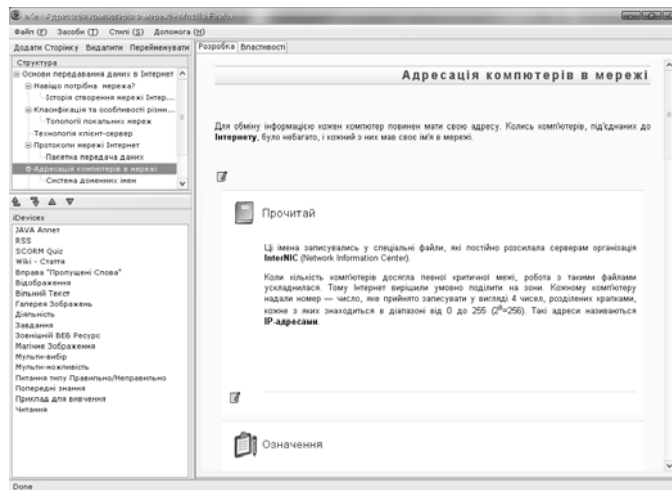 eXe : Адресація компютерів в мережі - Mozilla Firefox
Файл (F) Засоби (T) Стилі (S) Допомога (H)
Додати Сторінку Видалити Перейменувати
Розробка Властивості
Структура
Основи передавання даних в Інтернет
Навіщо потрібна мережа?
Історія створення мережі Інтер...
Класифікація та особливості різни...
Топології локальних мереж
Технологія клієнт-сервер
Протоколи мережі Інтернет
Пакетна передача даних
Адресація компютерів в мережі
Система доменних імен
iDevices
JAVA Апплет
RSS
SCORM Quiz
Wiki - Стаття
Вправа "Пропущені Слова"
Відображення
Вільний Текст
Галерея Зображень
Діяльність
Завдання
Зовнішній ВЕБ Ресурс
Магічне Зображення
Мульти-вибір
Мульти-можливість
Питання типу Правильно/Неправильно
Попередні знання
Приклад для вивчення
Читання
Адресація компютерів в мережі
Для обміну інформацією кожен комп'ютер повинен мати свою адресу. Колись комп'ютерів, під'єднаних до
Інтернету, було небагато, і кожний з них мав своє ім'я в мережі.
Прочитай
Ці імена записувались у спеціальні файли, які постійно розсилала серверам організація
InterNIC (Network Information Center).
Коли кількість комп'ютерів досягла певної критичної межі, робота з такими файлами
ускладнилася. Тому Інтернет вирішили умовно поділити на зони. Кожному комп'ютеру
надали номер — число, яке прийнято записувати у вигляді 4 чисел, розділених крапками,
кожне з яких знаходиться в діапазоні від 0 до 255 (2⁸=256). Такі адреси називаються
IP-адресами.
Означення
Done